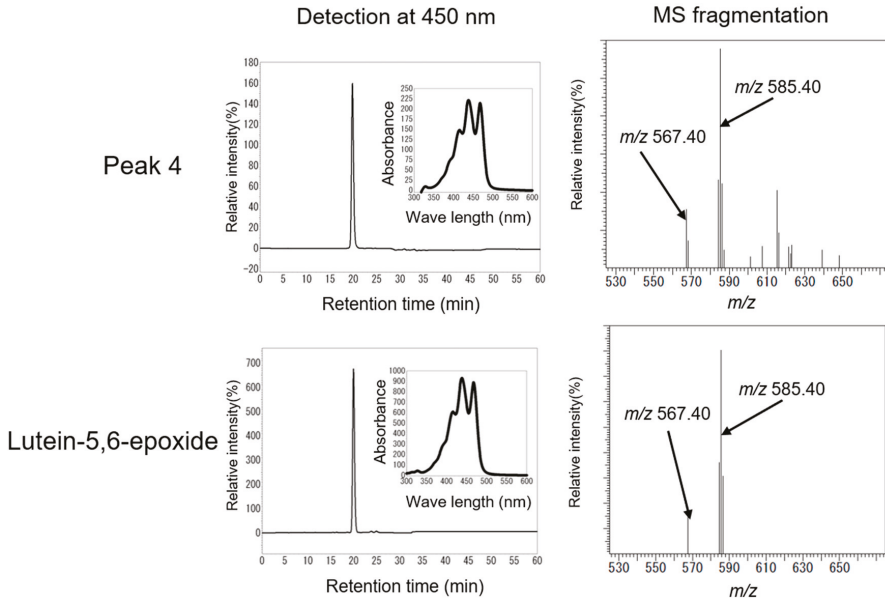 Detection at 450 nm
MS fragmentation
Peak 4
Relative intensity(%)
180
160
140
120
100
80
60
40
20
0
−20
0 5 10 15 20 25 30 35 40 45 50 55 60
Retention time (min)
Absorbance
250
225
200
175
150
125
100
75
50
25
0
300 350 400 450 500 550 600
Wave length (nm)
Relative intensity(%)
m/z 585.40
m/z 567.40
530 550 570 590 610 630 650
m/z
Lutein-5,6-epoxide
Relative intensity(%)
700
600
500
400
300
200
100
0
0 5 10 15 20 25 30 35 40 45 50 55 60
Retention time (min)
Absorbance
1000
900
800
700
600
500
400
300
200
100
0
300 350 400 450 500 550 600
Wave length (nm)
Relative intensity(%)
m/z 585.40
m/z 567.40
530 550 570 590 610 630 650
m/z